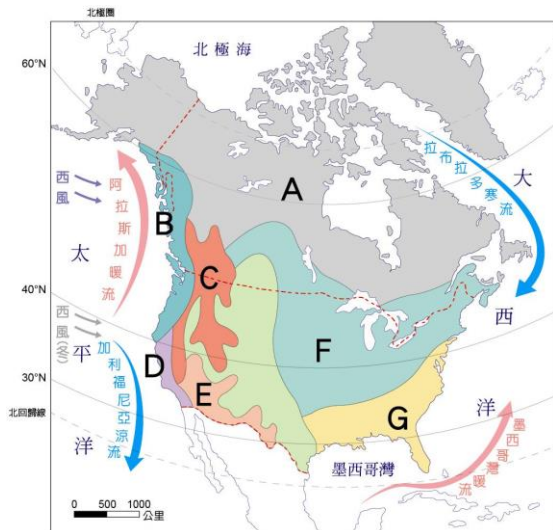 北極圈
北極海
60°N
40°N
30°N
北回歸線
西風
西風(冬)
太平洋
大西洋
阿拉斯加暖流
加利福尼亞涼流
拉布拉多寒流
墨西哥灣暖流
墨西哥灣
A
B
C
D
E
F
G
0 500 1000
公里